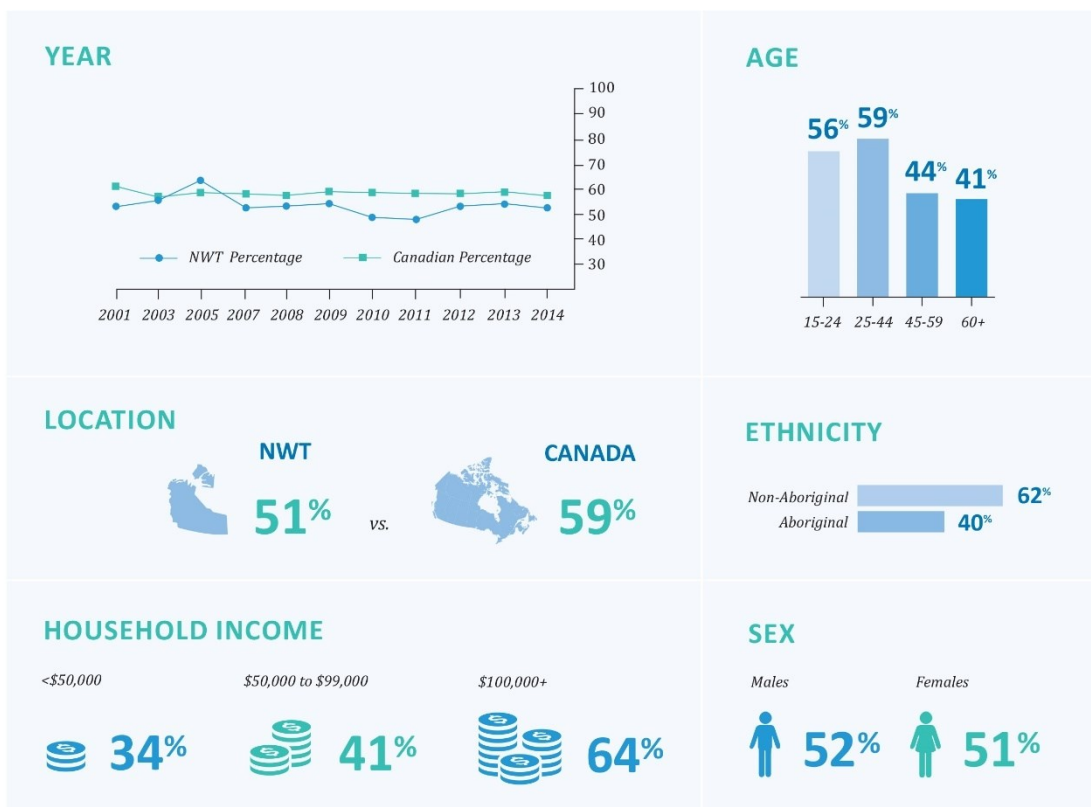 YEAR
100
90
80
70
60
50
40
30
NWT Percentage
Canadian Percentage
2001 2003 2005 2007 2008 2009 2010 2011 2012 2013 2014
AGE
56% 59% 44% 41%
15-24 25-44 45-59 60+
LOCATION
NWT
51%
vs.
CANADA
59%
ETHNICITY
Non-Aboriginal 62%
Aboriginal 40%
HOUSEHOLD INCOME
<$50,000 $50,000 to $99,000 $100,000+
34% 41% 64%
SEX
Males Females
52% 51%